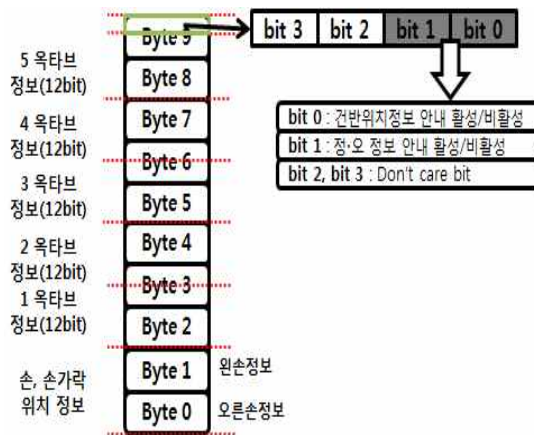 Byte 9
bit 3
bit 2
bit 1
bit 0
5 옥타브
정보(12bit)
Byte 8
bit 0 : 건반위치정보 안내 활성/비활성
bit 1 : 정·오 정보 안내 활성/비활성
bit 2, bit 3 : Don't care bit
4 옥타브
정보(12bit)
Byte 7
Byte 6
3 옥타브
정보(12bit)
Byte 5
2 옥타브
정보(12bit)
Byte 4
Byte 3
1 옥타브
정보(12bit)
Byte 2
손, 손가락
위치 정보
Byte 1
왼손정보
Byte 0
오른손정보